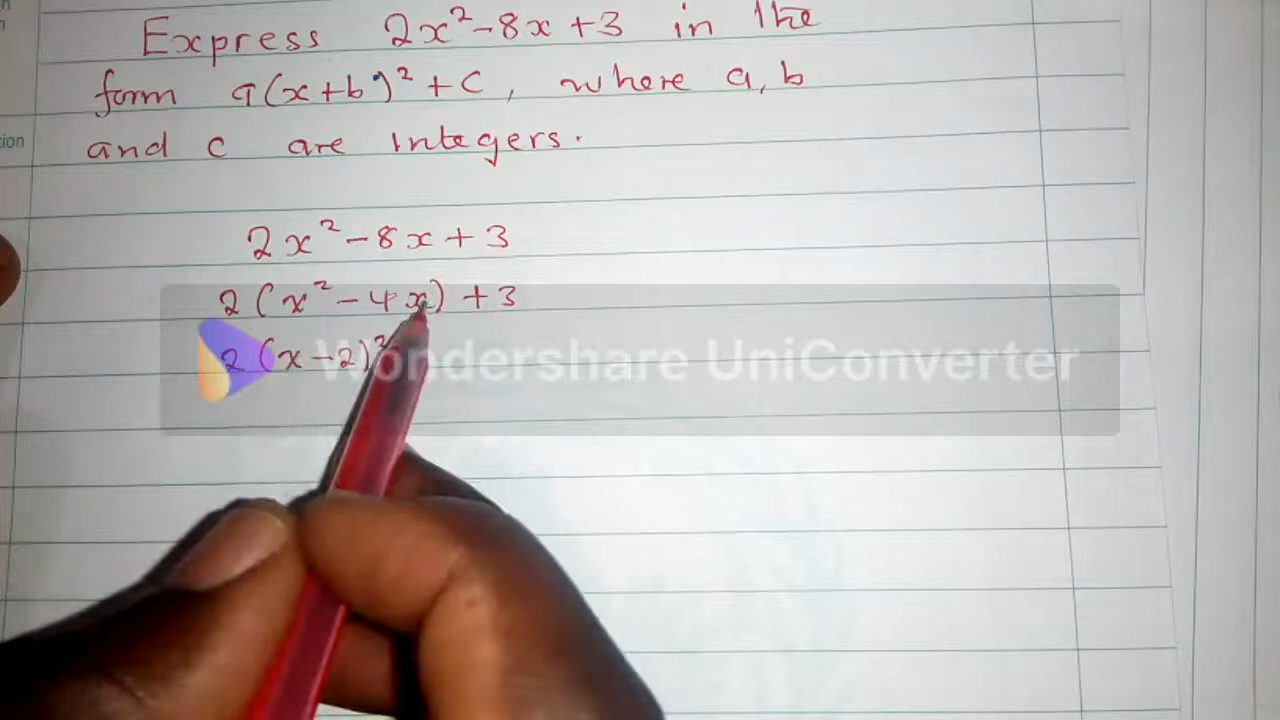 Express 2x²-8x+3 in the
form a(x+b)²+c, where a, b
and c are integers.
ion
2x²-8x+3
2(x²-4x)+3
2(x-2)²
Wondershare UniConverter